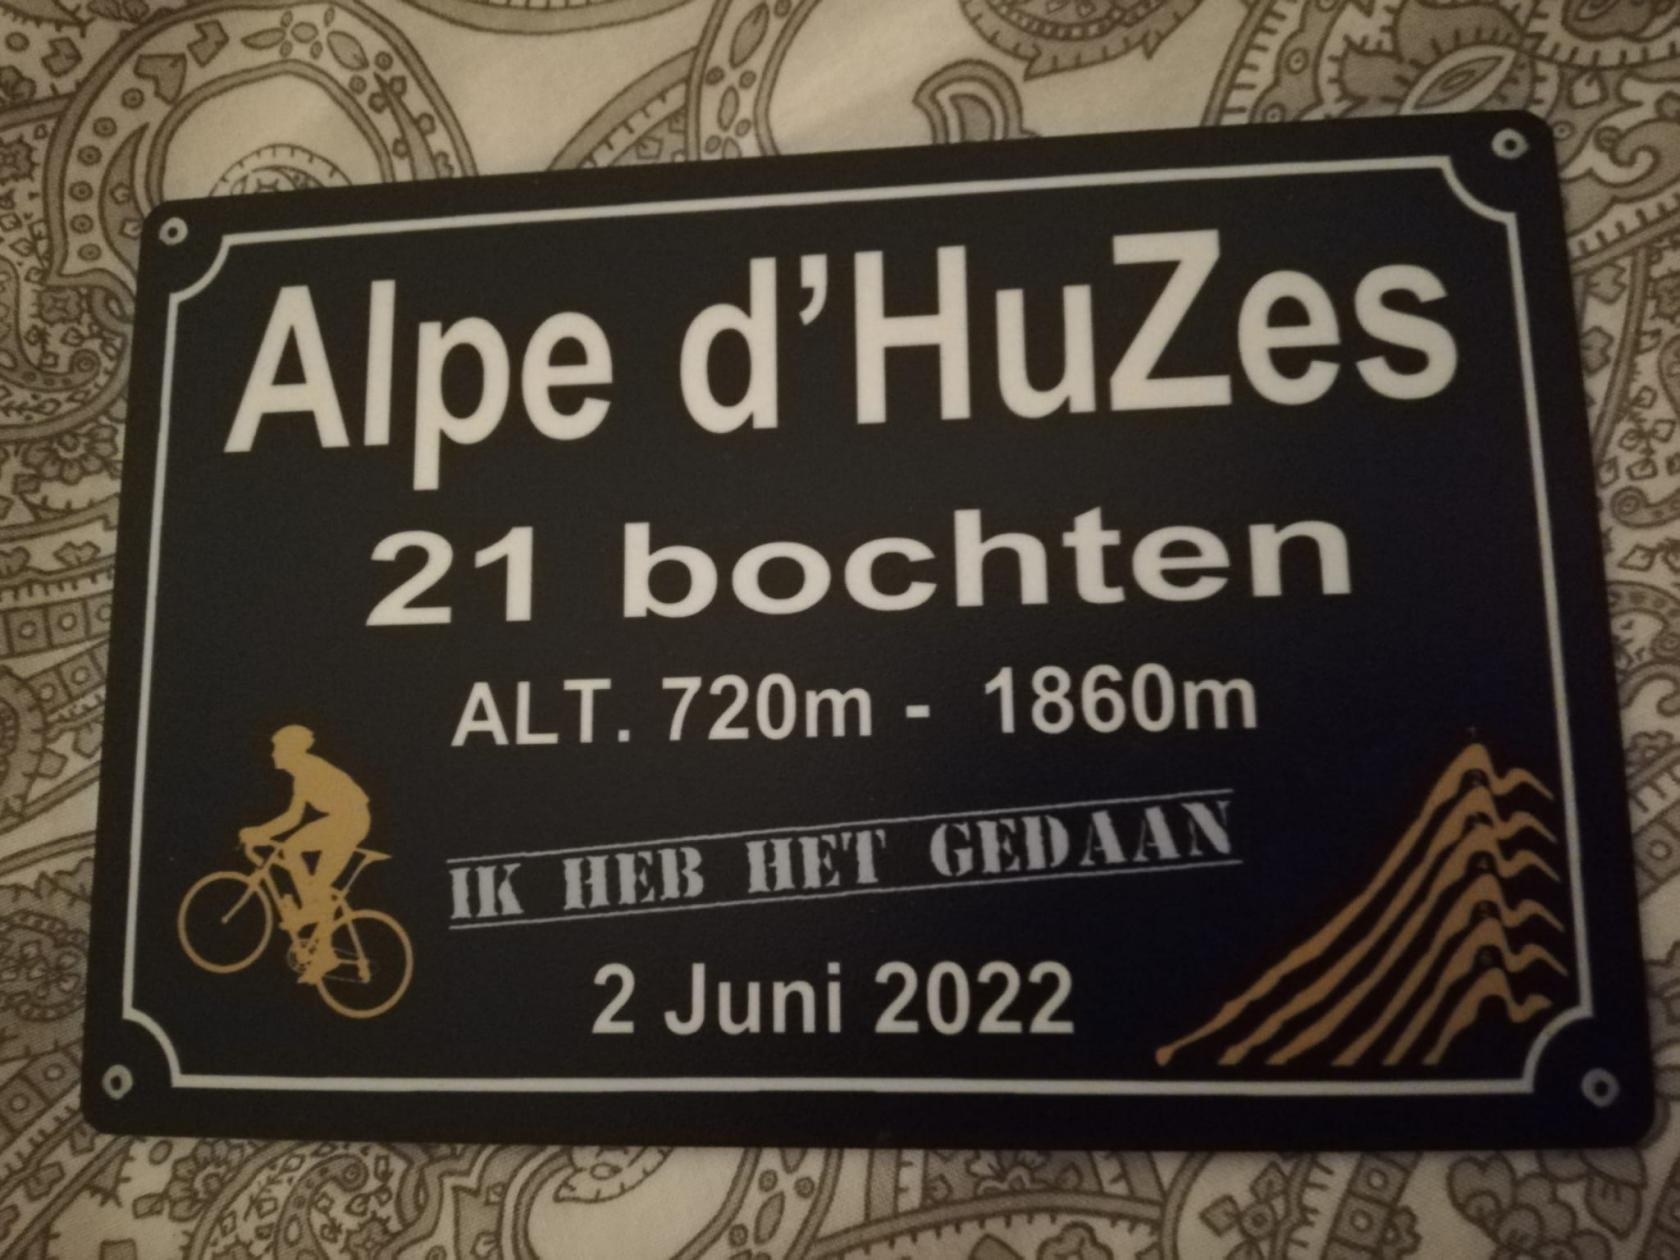 Alpe d’HuZes
21 bochten
ALT. 720m - 1860m
IK HEB HET GEDAAN
2 Juni 2022